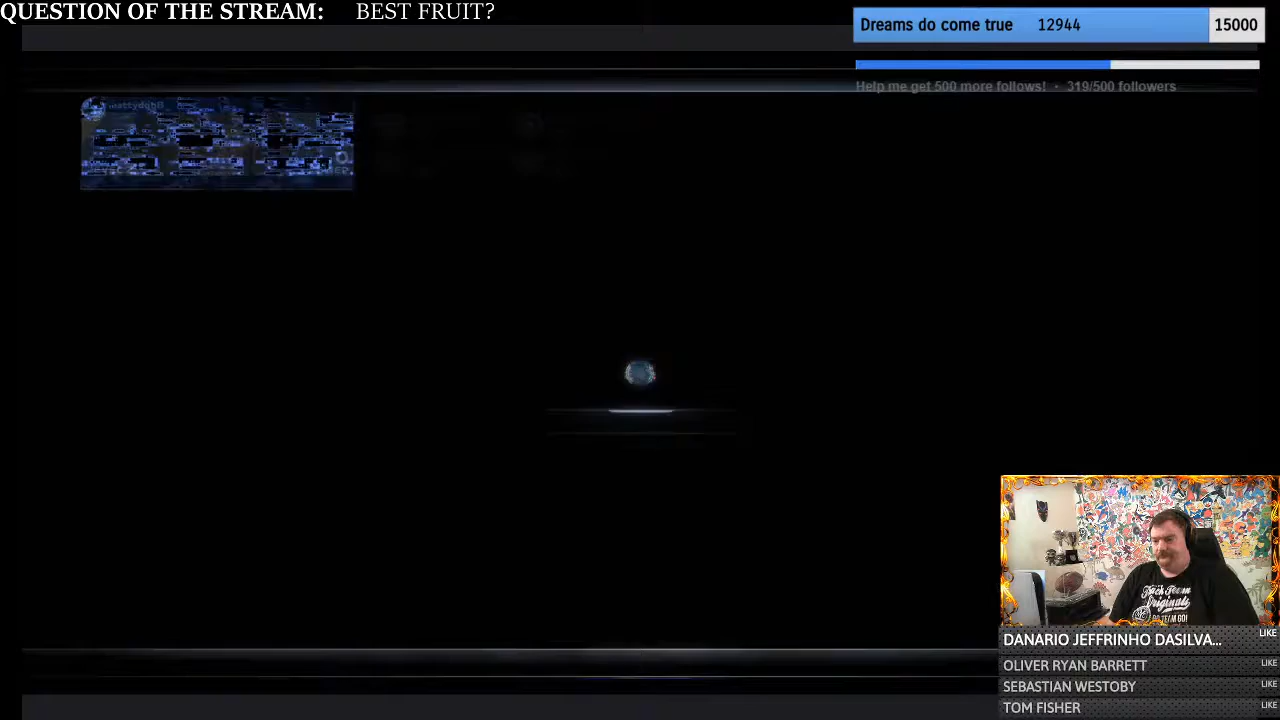 QUESTION OF THE STREAM: BEST FRUIT?
Dreams do come true 12944 15000
Help me get 500 more follows! · 319/500 followers
mattydubB
DANARIO JEFFRINHO DASILVA... LIKE
OLIVER RYAN BARRETT LIKE
SEBASTIAN WESTOBY LIKE
TOM FISHER LIKE